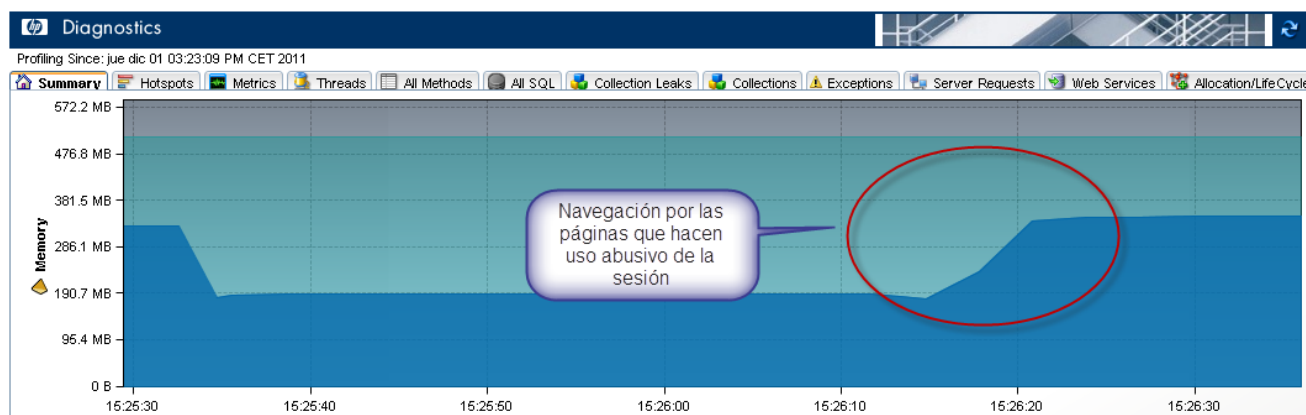 hp Diagnostics
Profiling Since: jue dic 01 03:23:09 PM CET 2011
Summary Hotspots Metrics Threads All Methods All SQL Collection Leaks Collections Exceptions Server Requests Web Services Allocation/LifeCycle
572.2 MB
476.8 MB
381.5 MB
286.1 MB
190.7 MB
95.4 MB
0 B
Memory
Navegación por las
páginas que hacen
uso abusivo de la
sesión
15:25:30 15:25:40 15:25:50 15:26:00 15:26:10 15:26:20 15:26:30